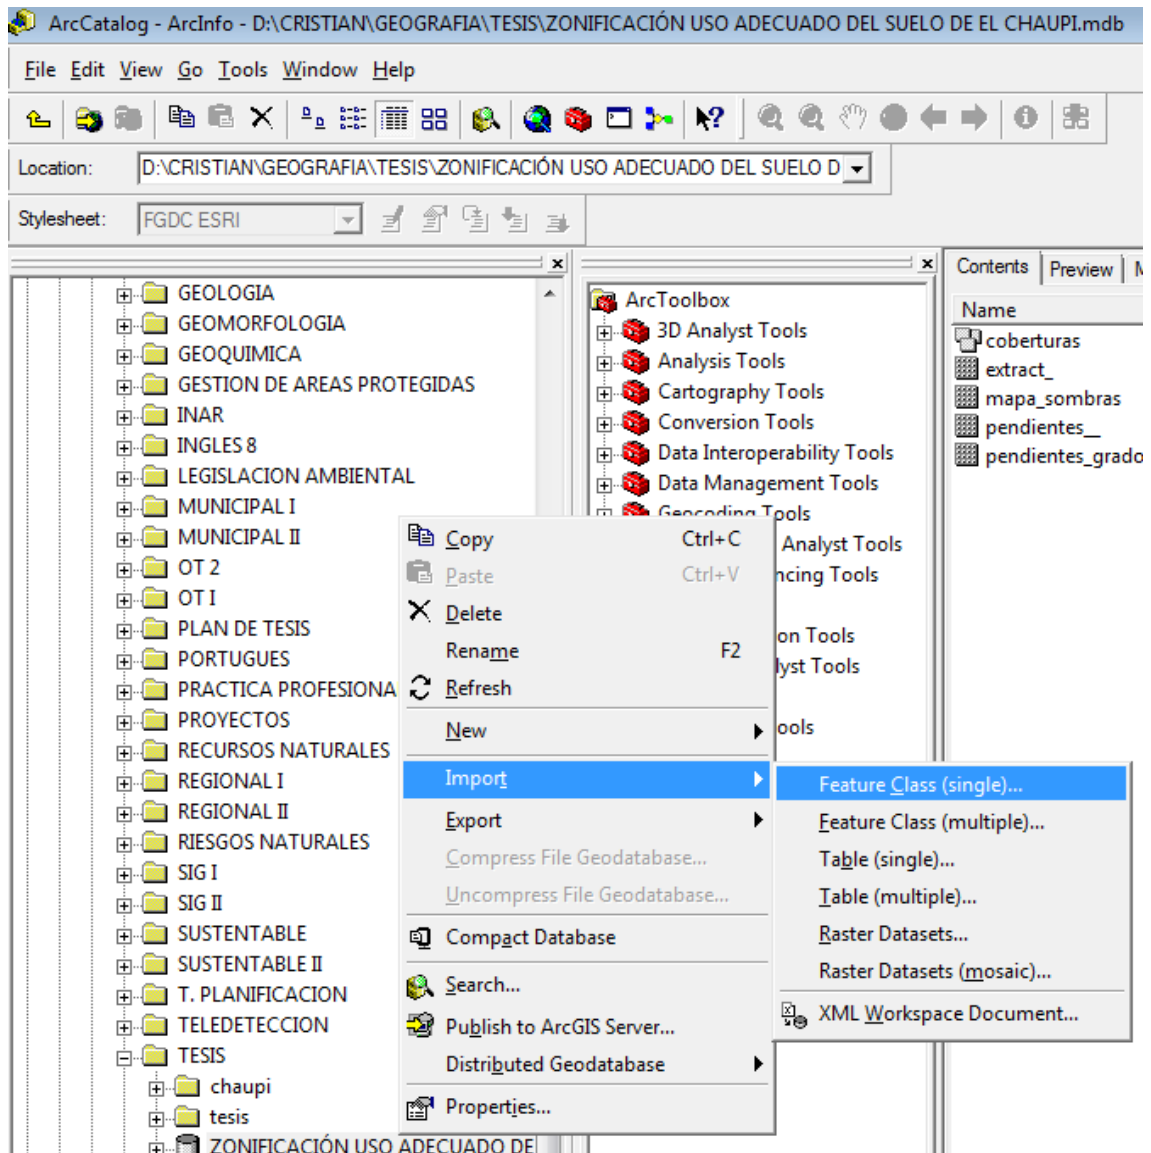 ArcCatalog - ArcInfo - D:\CRISTIAN\GEOGRAFIA\TESIS\ZONIFICACIÓN USO ADECUADO DEL SUELO DE EL CHAUPI.mdb
File Edit View Go Tools Window Help
Location: D:\CRISTIAN\GEOGRAFIA\TESIS\ZONIFICACIÓN USO ADECUADO DEL SUELO D
Stylesheet: FGDC ESRI
GEOLOGIA
GEOMORFOLOGIA
GEOQUIMICA
GESTION DE AREAS PROTEGIDAS
INAR
INGLES 8
LEGISLACION AMBIENTAL
MUNICIPAL I
MUNICIPAL II
OT 2
OT I
PLAN DE TESIS
PORTUGUES
PRACTICA PROFESIONA
PROYECTOS
RECURSOS NATURALES
REGIONAL I
REGIONAL II
RIESGOS NATURALES
SIG I
SIG II
SUSTENTABLE
SUSTENTABLE II
T. PLANIFICACION
TELEDETECCION
TESIS
chaupi
tesis
ZONIFICACIÓN USO ADECUADO DE
ArcToolbox
3D Analyst Tools
Analysis Tools
Cartography Tools
Conversion Tools
Data Interoperability Tools
Data Management Tools
Geocoding Tools
Analyst Tools
ncing Tools
on Tools
lyst Tools
ools
Contents Preview
Name
coberturas
extract_
mapa_sombras
pendientes__
pendientes_grado
Copy Ctrl+C
Paste Ctrl+V
Delete
Rename F2
Refresh
New
Import
Export
Compress File Geodatabase...
Uncompress File Geodatabase...
Compact Database
Search...
Publish to ArcGIS Server...
Distributed Geodatabase
Properties...
Feature Class (single)...
Feature Class (multiple)...
Table (single)...
Table (multiple)...
Raster Datasets...
Raster Datasets (mosaic)...
XML Workspace Document...